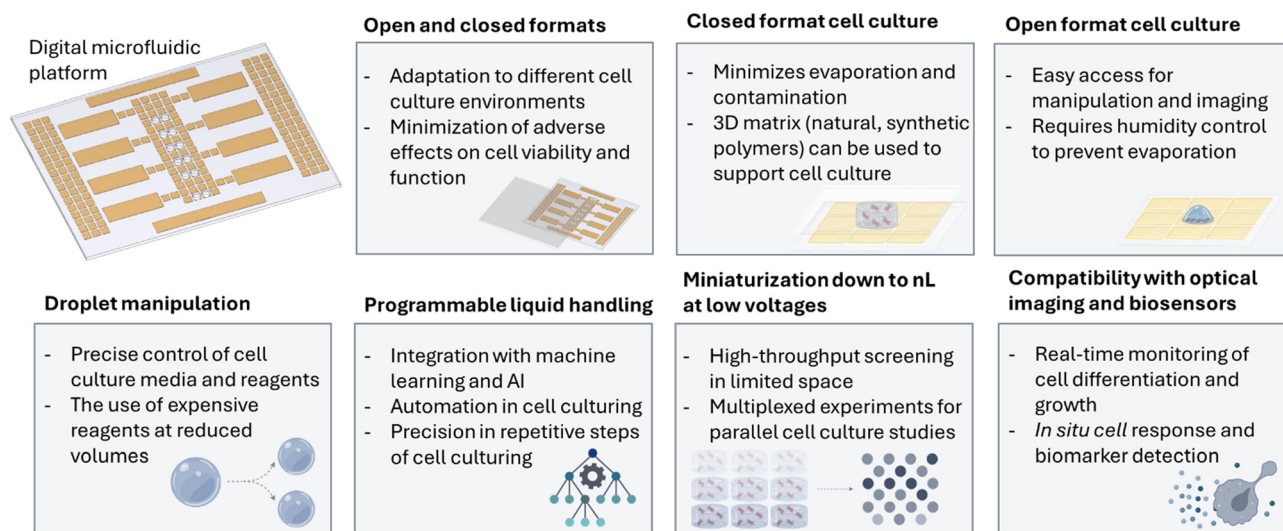 Digital microfluidic
platform
Open and closed formats
- Adaptation to different cell
culture environments
- Minimization of adverse
effects on cell viability and
function
Closed format cell culture
- Minimizes evaporation and
contamination
- 3D matrix (natural, synthetic
polymers) can be used to
support cell culture
Open format cell culture
- Easy access for
manipulation and imaging
- Requires humidity control
to prevent evaporation
Droplet manipulation
- Precise control of cell
culture media and reagents
- The use of expensive
reagents at reduced
volumes
Programmable liquid handling
- Integration with machine
learning and AI
- Automation in cell culturing
- Precision in repetitive steps
of cell culturing
Miniaturization down to nL
at low voltages
- High-throughput screening
in limited space
- Multiplexed experiments for
parallel cell culture studies
Compatibility with optical
imaging and biosensors
- Real-time monitoring of
cell differentiation and
growth
- In situ cell response and
biomarker detection